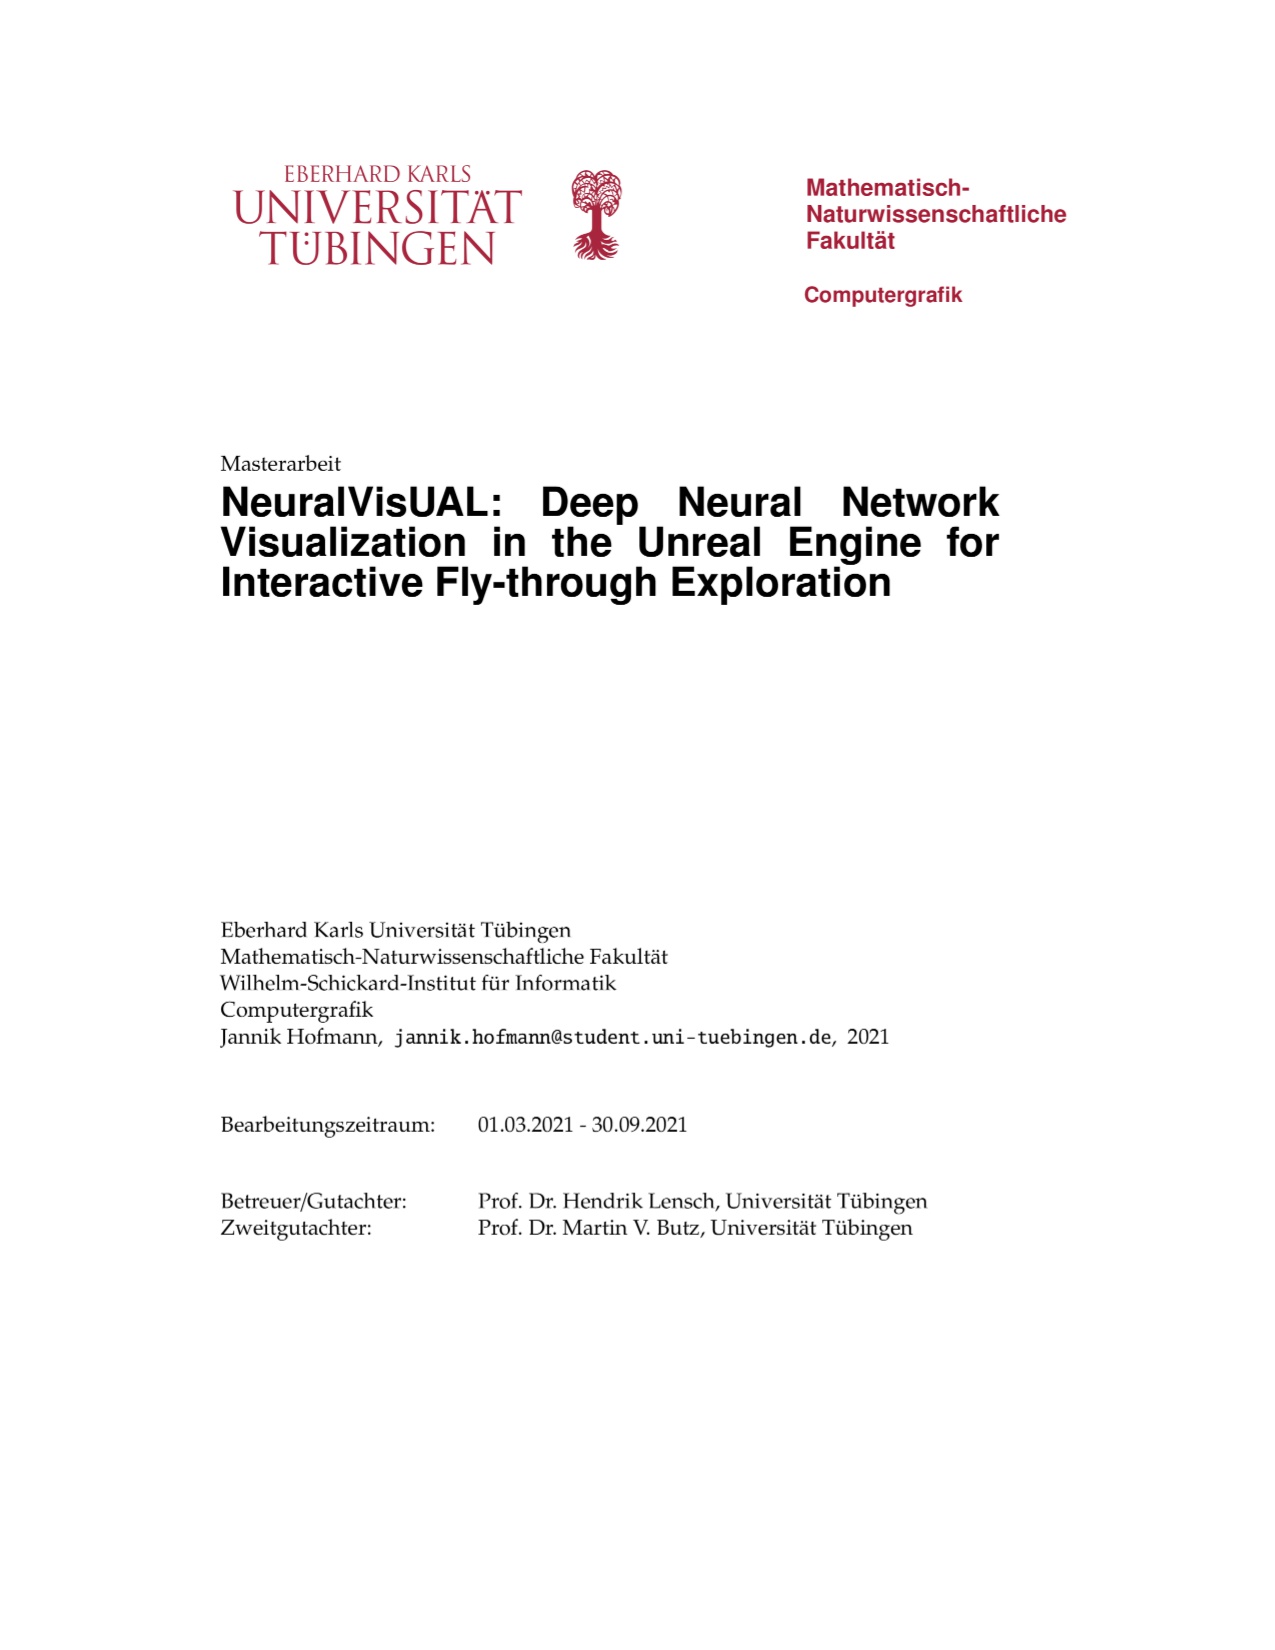 EBERHARD KARLS
UNIVERSITÄT
TÜBINGEN
Mathematisch-
Naturwissenschaftliche
Fakultät
Computergrafik
Masterarbeit
NeuralVisUAL: Deep Neural Network
Visualization in the Unreal Engine for
Interactive Fly-through Exploration
Eberhard Karls Universität Tübingen
Mathematisch-Naturwissenschaftliche Fakultät
Wilhelm-Schickard-Institut für Informatik
Computergrafik
Jannik Hofmann, jannik.hofmann@student.uni-tuebingen.de, 2021
Bearbeitungszeitraum: 01.03.2021 - 30.09.2021
Betreuer/Gutachter: Prof. Dr. Hendrik Lensch, Universität Tübingen
Zweitgutachter: Prof. Dr. Martin V. Butz, Universität Tübingen